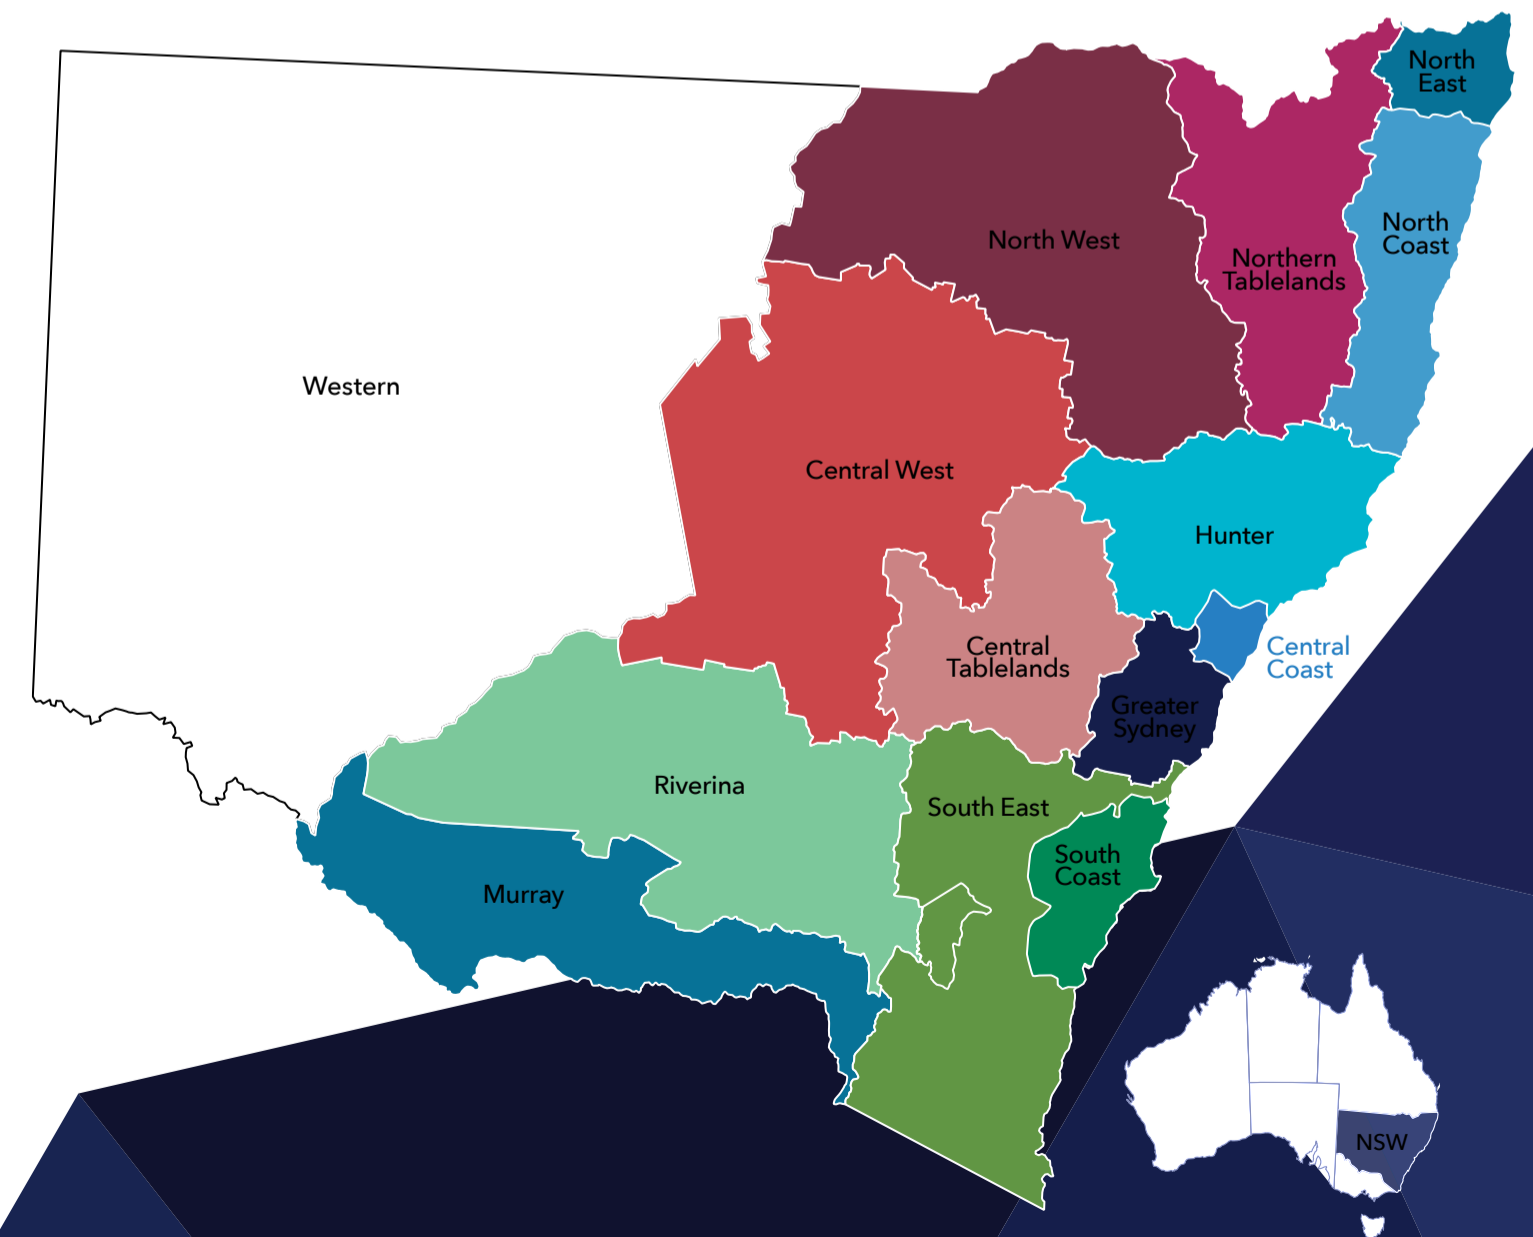 North
East
North
Coast
North West
Northern
Tablelands
Western
Central West
Hunter
Central
Tablelands
Central
Coast
Greater
Sydney
Riverina
South East
South
Coast
Murray
NSW